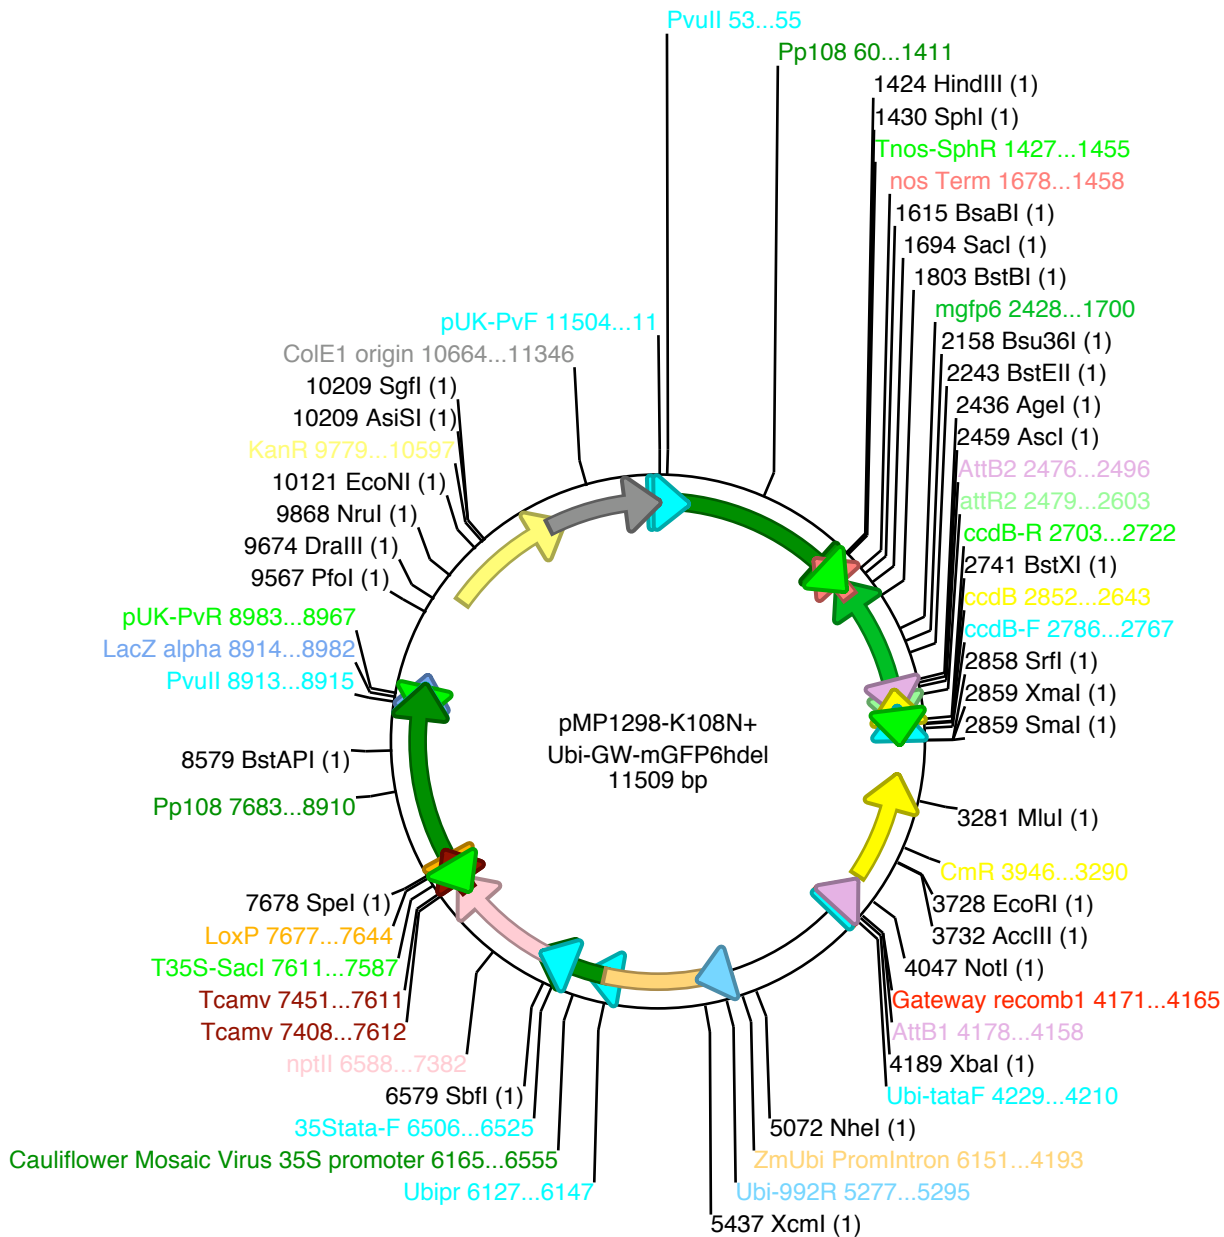 PvuII 53...55
Pp108 60...1411
1424 HindIII (1)
1430 SphI (1)
Tnos-SphR 1427...1455
nos Term 1678...1458
1615 BsaBI (1)
1694 SacI (1)
1803 BstBI (1)
mgfp6 2428...1700
2158 Bsu36I (1)
2243 BstEII (1)
2436 AgeI (1)
2459 AscI (1)
AttB2 2476...2496
attR2 2479...2603
ccdB-R 2703...2722
2741 BstXI (1)
ccdB 2852...2643
ccdB-F 2786...2767
2858 SrfI (1)
2859 XmaI (1)
2859 SmaI (1)
3281 MluI (1)
CmR 3946...3290
3728 EcoRI (1)
3732 AccIII (1)
4047 NotI (1)
Gateway recomb1 4171...4165
AttB1 4178...4158
4189 XbaI (1)
Ubi-tataF 4229...4210
5072 NheI (1)
ZmUbi PromIntron 6151...4193
Ubi-992R 5277...5295
5437 XcmI (1)
Ubipr 6127...6147
Cauliflower Mosaic Virus 35S promoter 6165...6555
35Stata-F 6506...6525
6579 SbfI (1)
nptII 6588...7382
Tcamv 7408...7612
Tcamv 7451...7611
T35S-SacI 7611...7587
LoxP 7677...7644
7678 SpeI (1)
Pp108 7683...8910
8579 BstAPI (1)
PvuII 8913...8915
LacZ alpha 8914...8982
pUK-PvR 8983...8967
9567 PfoI (1)
9674 DraIII (1)
9868 NruI (1)
10121 EcoNI (1)
KanR 9779...10597
10209 AsiSI (1)
10209 SgfI (1)
ColE1 origin 10664...11346
pUK-PvF 11504...11
pMP1298-K108N+
Ubi-GW-mGFP6hdel
11509 bp